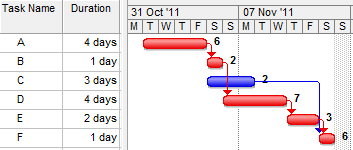 Task Name Duration 31 Oct '11 07 Nov '11
M T W T F S S M T W T F S S
A 4 days 6
B 1 day 2
C 3 days 2
D 4 days 7
E 2 days 3
F 1 day 6